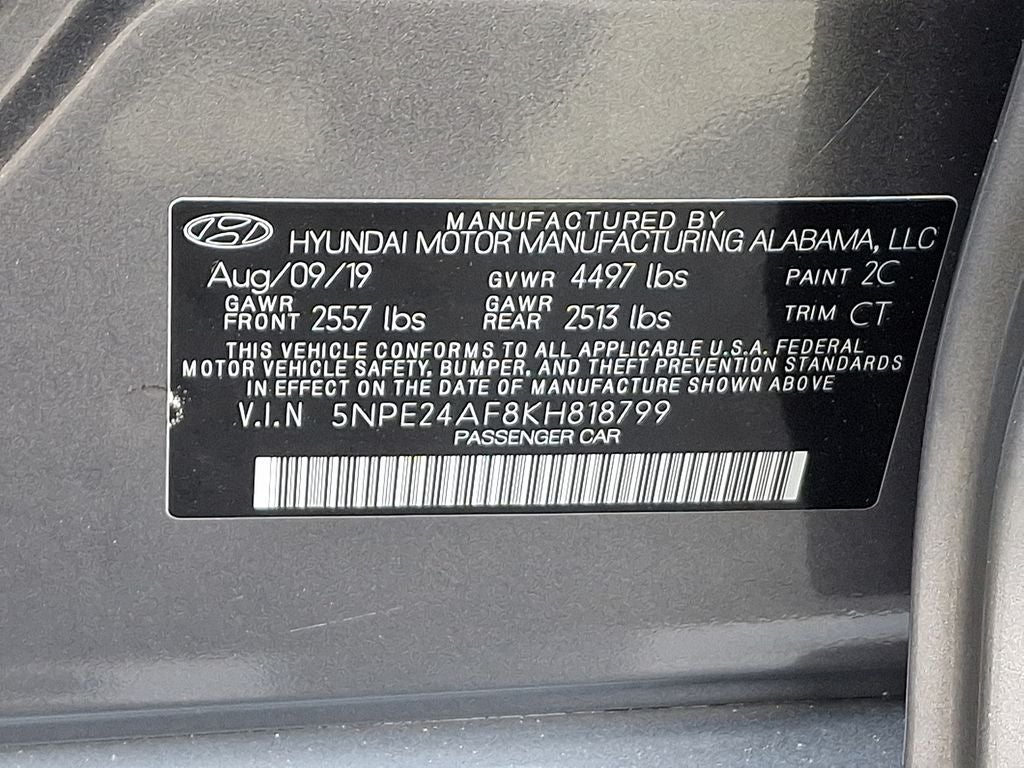 MANUFACTURED BY
HYUNDAI MOTOR MANUFACTURING ALABAMA, LLC
Aug/09/19 GVWR 4497 lbs PAINT 2C
GAWR FRONT 2557 lbs GAWR REAR 2513 lbs TRIM CT
THIS VEHICLE CONFORMS TO ALL APPLICABLE U.S.A. FEDERAL
MOTOR VEHICLE SAFETY, BUMPER, AND THEFT PREVENTION STANDARDS
IN EFFECT ON THE DATE OF MANUFACTURE SHOWN ABOVE
V.I.N 5NPE24AF8KH818799
PASSENGER CAR